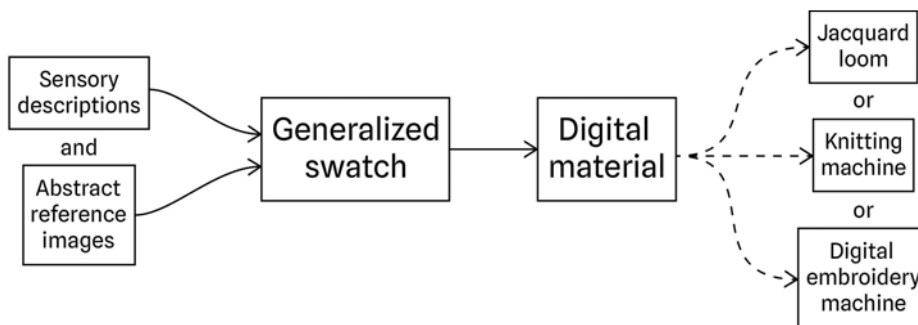 Sensory
descriptions
and
Abstract
reference
images
Generalized
swatch
Digital
material
Jacquard
loom
or
Knitting
machine
or
Digital
embroidery
machine